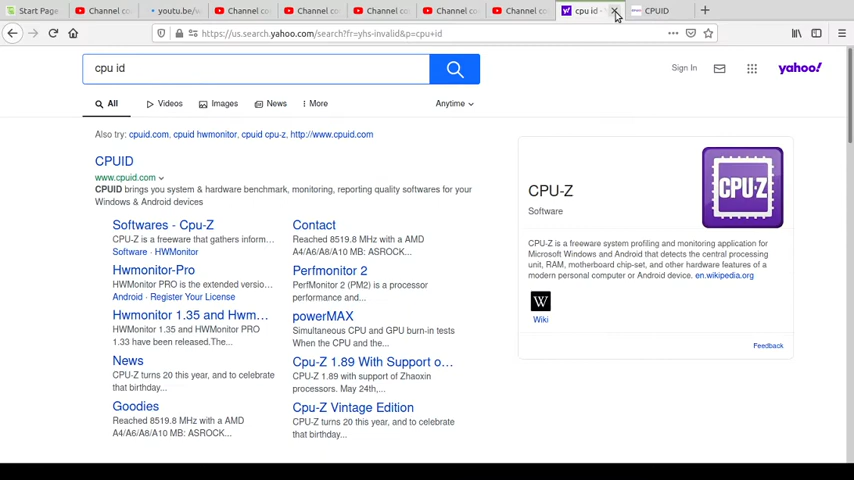 Start Page
Channel co
youtu.be/w
Channel co
Channel co
Channel co
Channel co
Channel co
cpu id -
CPUID
https://us.search.yahoo.com/search?fr=yhs-invalid&p=cpu+id
cpu id
Sign In
yahoo!
All
Videos
Images
News
More
Anytime
Also try: cpuid.com, cpuid hwmonitor, cpuid cpu-z, http://www.cpuid.com
CPUID
www.cpuid.com
CPUID brings you system & hardware benchmark, monitoring, reporting quality softwares for your
Windows & Android devices
Softwares - Cpu-Z
CPU-Z is a freeware that gathers inform...
Software · HWMonitor
Hwmonitor-Pro
HWMonitor PRO is the extended versio...
Android · Register Your License
Hwmonitor 1.35 and Hwm...
HWMonitor 1.35 and HWMonitor PRO
1.33 have been released.The...
News
CPU-Z turns 20 this year, and to celebrate
that birthday...
Goodies
Reached 8519.8 MHz with a AMD
A4/A6/A8/A10 MB: ASROCK...
Contact
Reached 8519.8 MHz with a AMD
A4/A6/A8/A10 MB: ASROCK...
Perfmonitor 2
PerfMonitor 2 (PM2) is a processor
performance and...
powerMAX
Simultaneous CPU and GPU burn-in tests
When the CPU and the...
Cpu-Z 1.89 With Support o...
CPU-Z 1.89 with support of Zhaoxin
processors. May 24th,...
Cpu-Z Vintage Edition
CPU-Z turns 20 this year, and to celebrate
that birthday...
CPU-Z
Software
CPU-Z
CPU-Z is a freeware system profiling and monitoring application for
Microsoft Windows and Android that detects the central processing
unit, RAM, motherboard chip-set, and other hardware features of a
modern personal computer or Android device. en.wikipedia.org
W
Wiki
Feedback